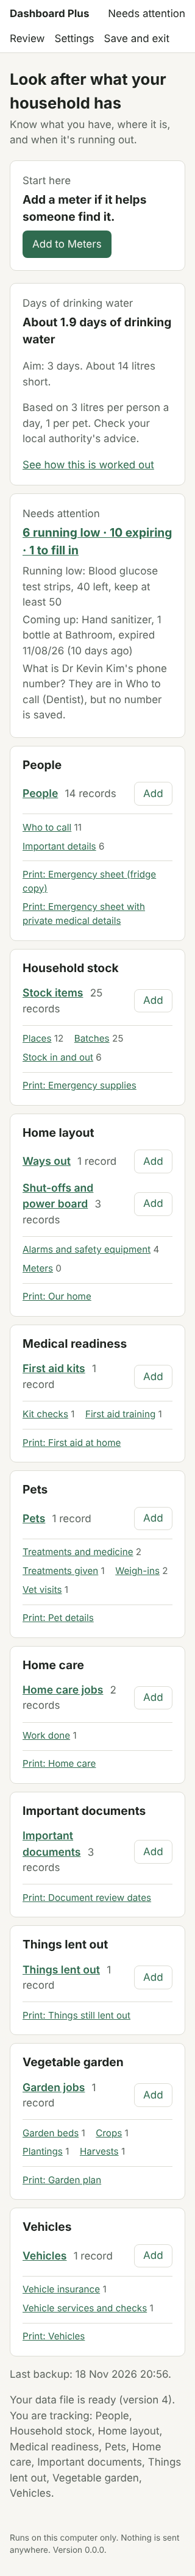 Dashboard Plus Needs attention
Review Settings Save and exit
Look after what your
household has
Know what you have, where it is,
and when it's running out.
Start here
Add a meter if it helps
someone find it.
Add to Meters
Days of drinking water
About 1.9 days of drinking
water
Aim: 3 days. About 14 litres
short.
Based on 3 litres per person a
day, 1 per pet. Check your
local authority's advice.
See how this is worked out
Needs attention
6 running low · 10 expiring
· 1 to fill in
Running low: Blood glucose
test strips, 40 left, keep at
least 50
Coming up: Hand sanitizer, 1
bottle at Bathroom, expired
11/08/26 (10 days ago)
What is Dr Kevin Kim's phone
number? They are in Who to
call (Dentist), but no number
is saved.
People
People 14 records Add
Who to call 11
Important details 6
Print: Emergency sheet (fridge
copy)
Print: Emergency sheet with
private medical details
Household stock
Stock items 25
records
Add
Places 12 Batches 25
Stock in and out 6
Print: Emergency supplies
Home layout
Ways out 1 record Add
Shut-offs and
power board 3
records
Add
Alarms and safety equipment 4
Meters 0
Print: Our home
Medical readiness
First aid kits 1
record
Add
Kit checks 1 First aid training 1
Print: First aid at home
Pets
Pets 1 record Add
Treatments and medicine 2
Treatments given 1 Weigh-ins 2
Vet visits 1
Print: Pet details
Home care
Home care jobs 2
records
Add
Work done 1
Print: Home care
Important documents
Important
documents 3
records
Add
Print: Document review dates
Things lent out
Things lent out 1
record
Add
Print: Things still lent out
Vegetable garden
Garden jobs 1
record
Add
Garden beds 1 Crops 1
Plantings 1 Harvests 1
Print: Garden plan
Vehicles
Vehicles 1 record Add
Vehicle insurance 1
Vehicle services and checks 1
Print: Vehicles
Last backup: 18 Nov 2026 20:56.
Your data file is ready (version 4).
You are tracking: People,
Household stock, Home layout,
Medical readiness, Pets, Home
care, Important documents, Things
lent out, Vegetable garden,
Vehicles.
Runs on this computer only. Nothing is sent
anywhere. Version 0.0.0.